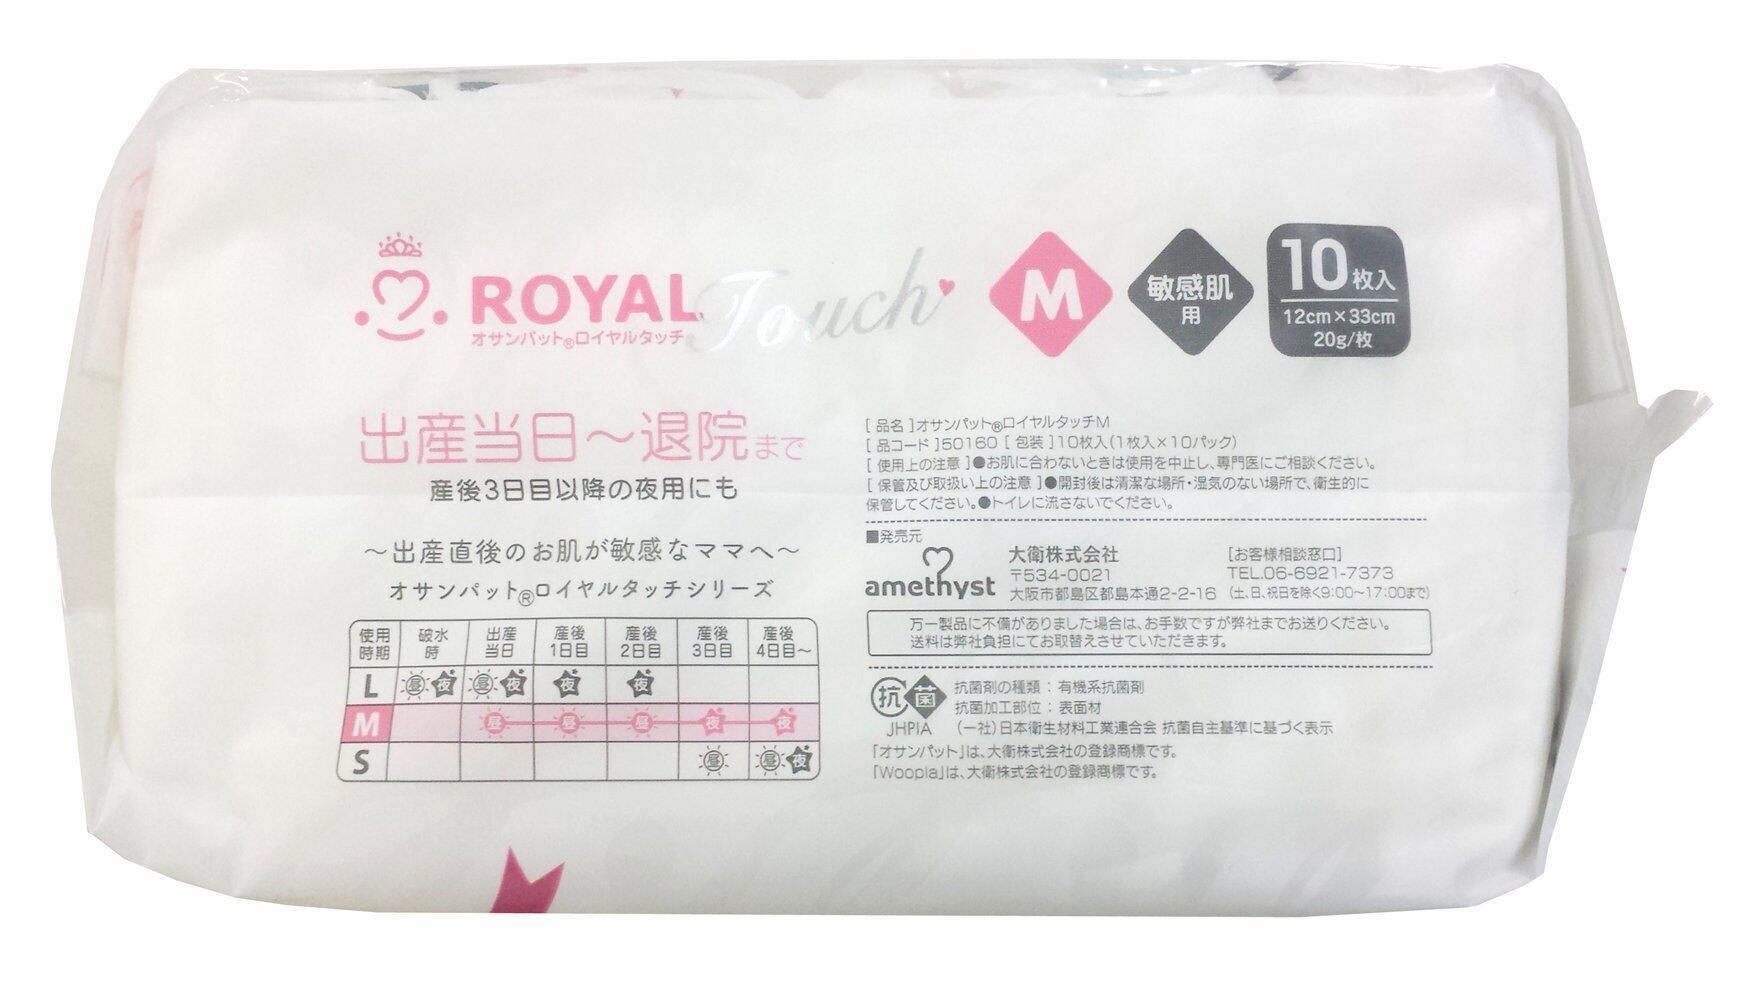 ROYAL Touch
オサンパット®ロイヤルタッチ
M
敏感肌
用
10枚入
12cm×33cm
20g/枚
出産当日〜退院まで
産後3日目以降の夜用にも
〜出産直後のお肌が敏感なママへ〜
オサンパット®ロイヤルタッチシリーズ
使用時期 破水時 出産当日 産後1日目 産後2日目 産後3日目 産後4日目〜
L 昼 夜 昼 夜 夜 夜
M 昼 昼 昼 夜 夜
S 昼 昼 夜
[ 品名 ]オサンパット®ロイヤルタッチM
[ 品コード ]50160 [ 包装 ]10枚入(1枚入×10パック)
[ 使用上の注意 ]●お肌に合わないときは使用を中止し、専門医にご相談ください。
[ 保管及び取扱い上の注意 ]●開封後は清潔な場所・湿気のない場所で、衛生的に
保管してください。●トイレに流さないでください。
■発売元
amethyst
大衛株式会社
〒534-0021
大阪市都島区都島本通2-2-16
[お客様相談窓口]
TEL.06-6921-7373
(土、日、祝日を除く9:00〜17:00まで)
万一製品に不備がありました場合は、お手数ですが弊社までお送りください。
送料は弊社負担にてお取替えさせていただきます。
抗菌
JHPIA
抗菌剤の種類：有機系抗菌剤
抗菌加工部位：表面材
(一社)日本衛生材料工業連合会 抗菌自主基準に基づく表示
「オサンパット」は、大衛株式会社の登録商標です。
「Woopla」は、大衛株式会社の登録商標です。